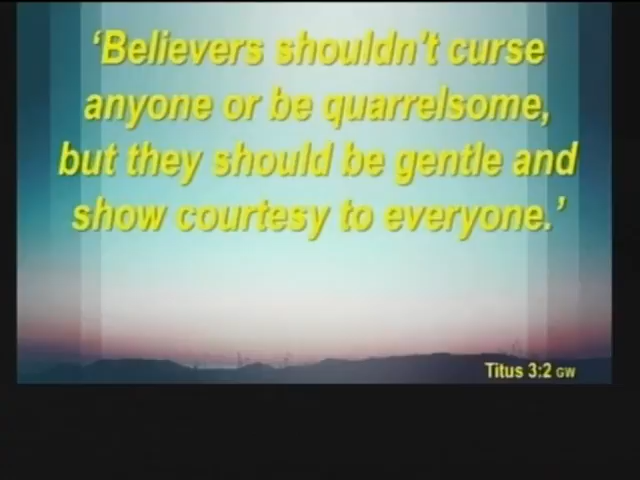 ‘Believers shouldn't curse
anyone or be quarrelsome,
but they should be gentle and
show courtesy to everyone.’
Titus 3:2 GW